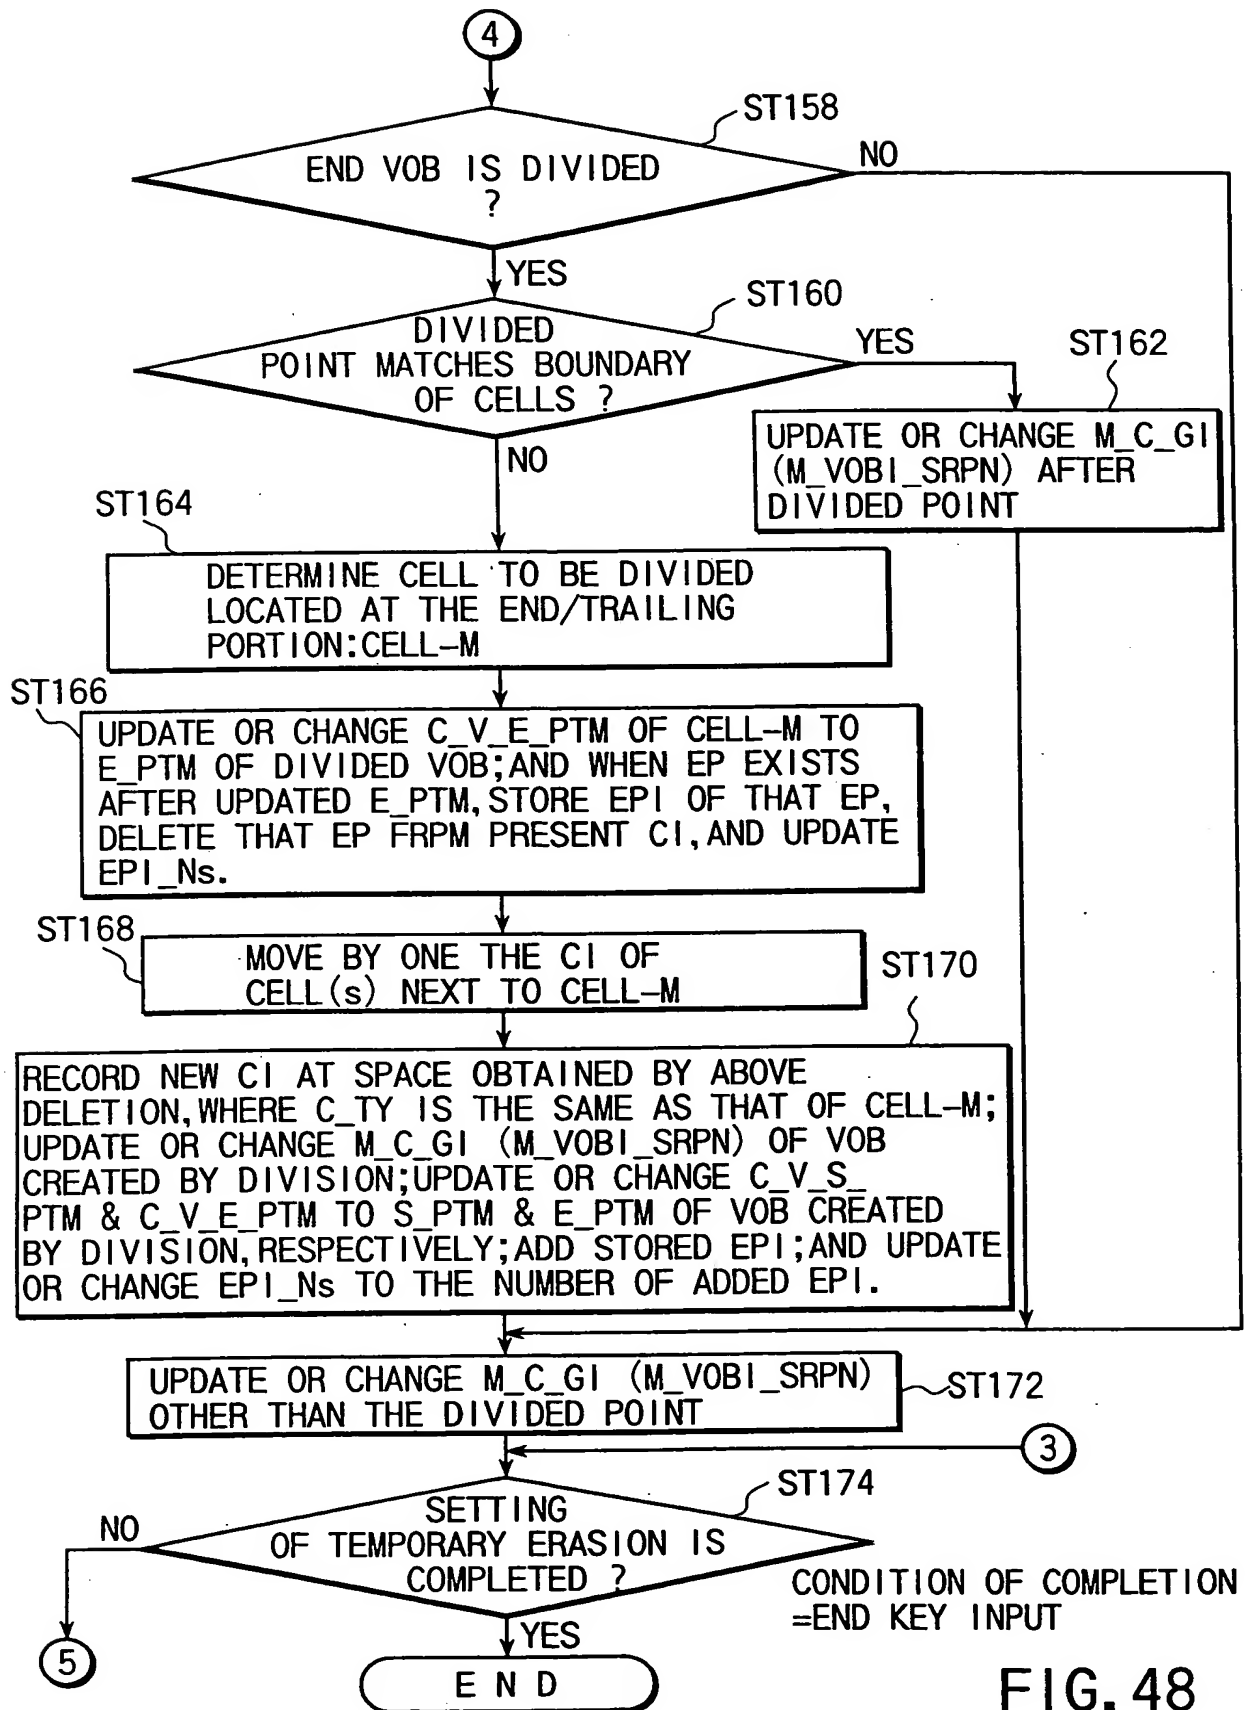 4
ST158
END VOB IS DIVIDED
?
NO
YES
ST160
DIVIDED
POINT MATCHES BOUNDARY
OF CELLS ?
YES
NO
ST162
UPDATE OR CHANGE M_C_GI
(M_VOBI_SRPN) AFTER
DIVIDED POINT
ST164
DETERMINE CELL TO BE DIVIDED
LOCATED AT THE END/TRAILING
PORTION:CELL-M
ST166
UPDATE OR CHANGE C_V_E_PTM OF CELL-M TO
E_PTM OF DIVIDED VOB;AND WHEN EP EXISTS
AFTER UPDATED E_PTM,STORE EPI OF THAT EP,
DELETE THAT EP FRPM PRESENT CI,AND UPDATE
EPI_Ns.
ST168
MOVE BY ONE THE CI OF
CELL(s) NEXT TO CELL-M
ST170
RECORD NEW CI AT SPACE OBTAINED BY ABOVE
DELETION,WHERE C_TY IS THE SAME AS THAT OF CELL-M;
UPDATE OR CHANGE M_C_GI (M_VOBI_SRPN) OF VOB
CREATED BY DIVISION;UPDATE OR CHANGE C_V_S_
PTM & C_V_E_PTM TO S_PTM & E_PTM OF VOB CREATED
BY DIVISION,RESPECTIVELY;ADD STORED EPI;AND UPDATE
OR CHANGE EPI_Ns TO THE NUMBER OF ADDED EPI.
UPDATE OR CHANGE M_C_GI (M_VOBI_SRPN)
OTHER THAN THE DIVIDED POINT
ST172
3
ST174
SETTING
OF TEMPORARY ERASION IS
COMPLETED ?
NO
YES
CONDITION OF COMPLETION
=END KEY INPUT
5
END
FIG.48